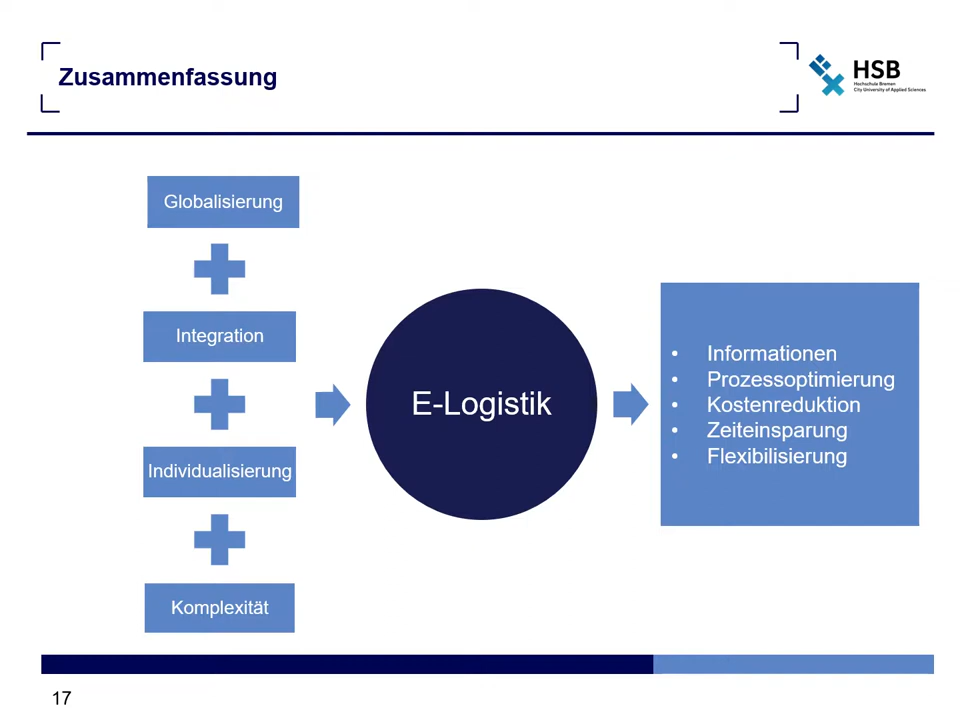 Zusammenfassung
HSB
Hochschule Bremen
City University of Applied Sciences
Globalisierung
Integration
Individualisierung
Komplexität
E-Logistik
• Informationen
• Prozessoptimierung
• Kostenreduktion
• Zeiteinsparung
• Flexibilisierung
17